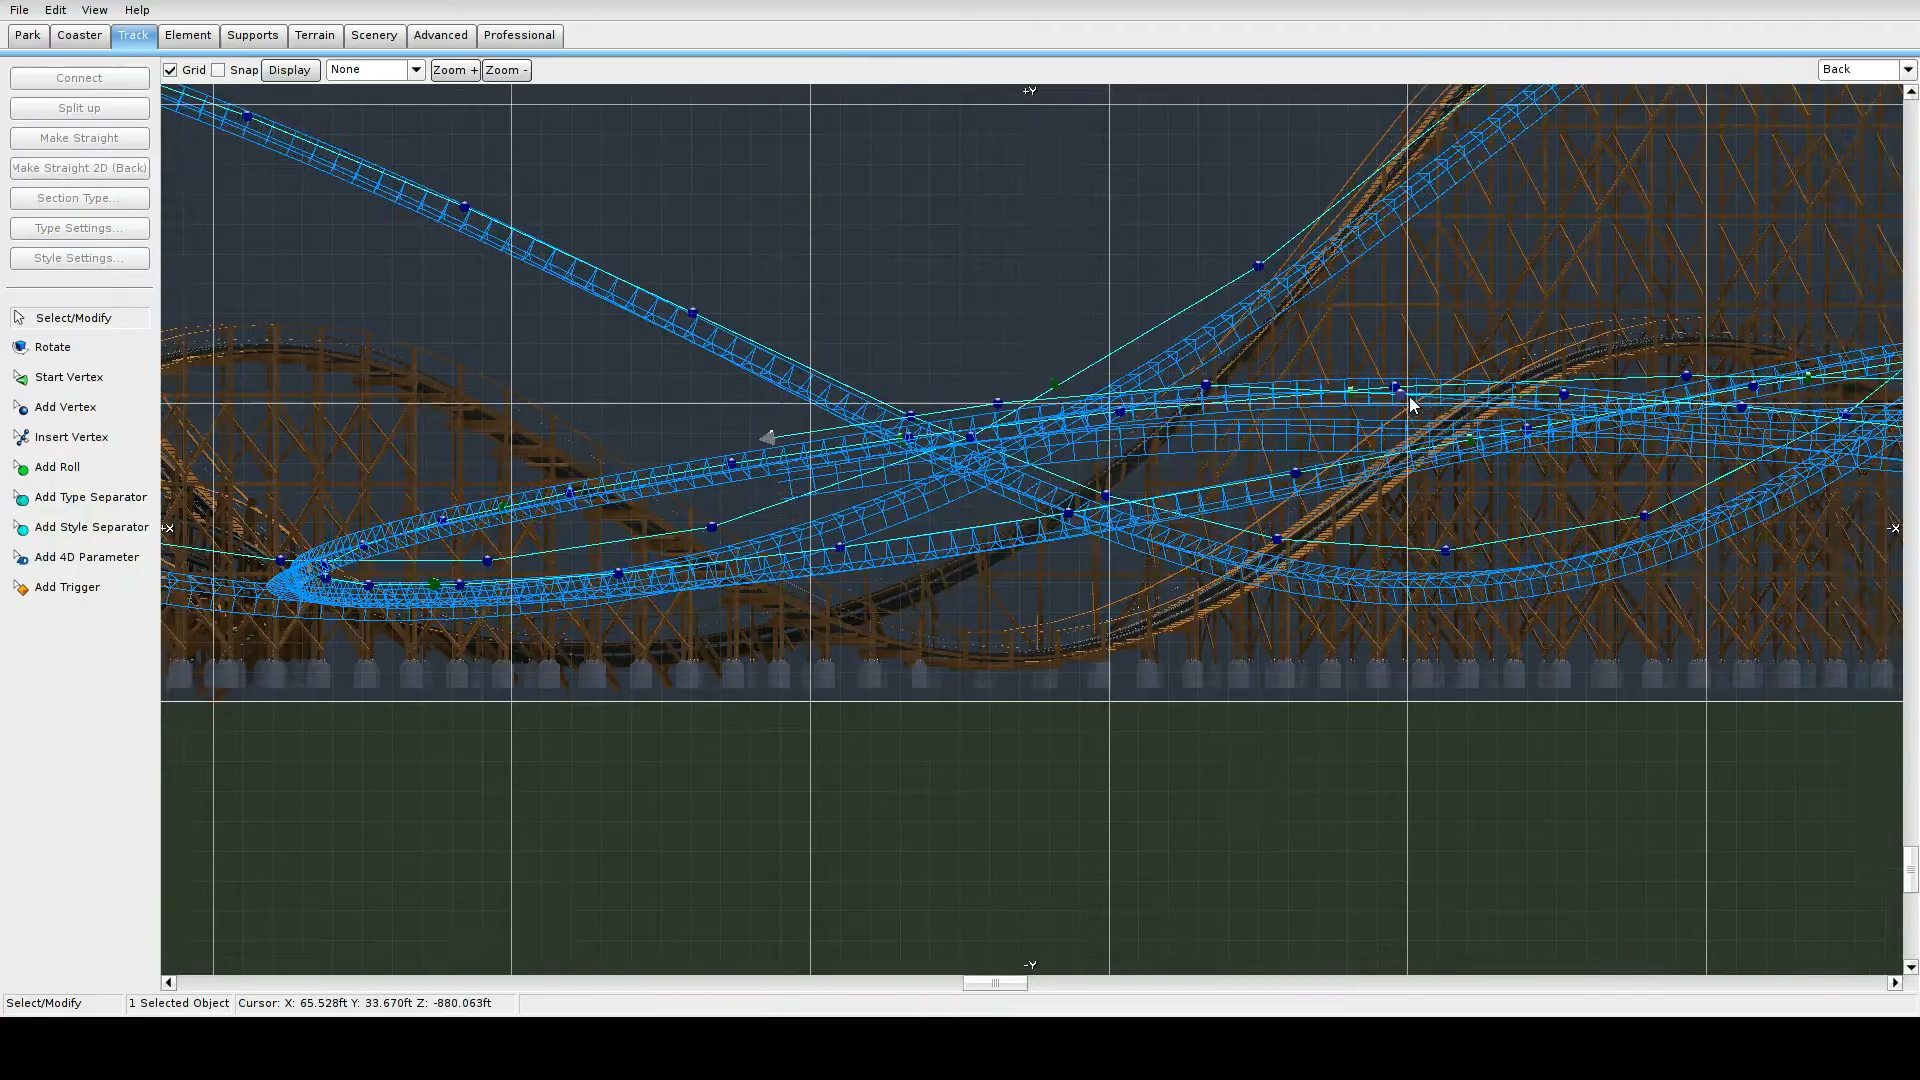 File Edit View Help
Park Coaster Track Element Supports Terrain Scenery Advanced Professional
Grid Snap Display None Zoom + Zoom - Back
Connect
Split up
Make Straight
Make Straight 2D (Back)
Section Type...
Type Settings...
Style Settings...
Select/Modify
Rotate
Start Vertex
Add Vertex
Insert Vertex
Add Roll
Add Type Separator
Add Style Separator
Add 4D Parameter
Add Trigger
+Y
+X
-X
-Y
Select/Modify 1 Selected Object Cursor: X: 65.528ft Y: 33.670ft Z: -880.063ft